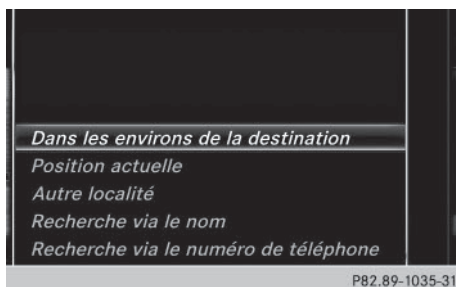 Dans les environs de la destination
Position actuelle
Autre localité
Recherche via le nom
Recherche via le numéro de téléphone
P82.89-1035-31